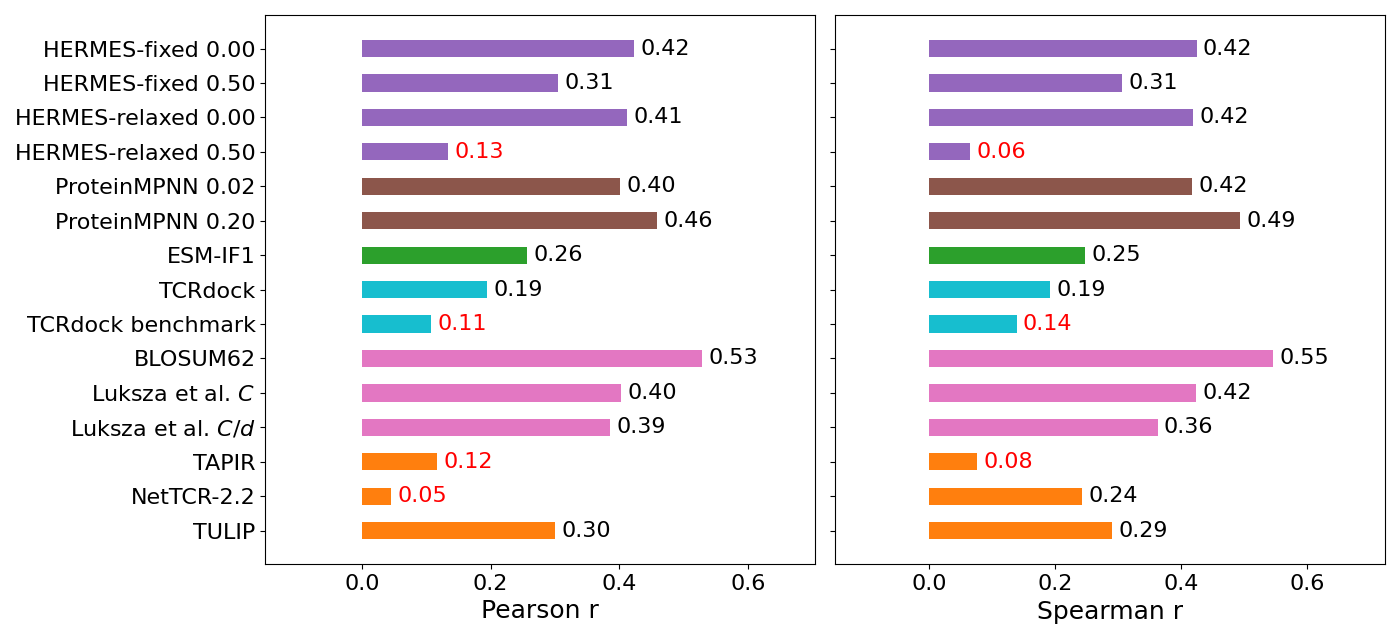 HERMES-fixed 0.00 0.42 0.42
HERMES-fixed 0.50 0.31 0.31
HERMES-relaxed 0.00 0.41 0.42
HERMES-relaxed 0.50 0.13 0.06
ProteinMPNN 0.02 0.40 0.42
ProteinMPNN 0.20 0.46 0.49
ESM-IF1 0.26 0.25
TCRdock 0.19 0.19
TCRdock benchmark 0.11 0.14
BLOSUM62 0.53 0.55
Luksza et al. C 0.40 0.42
Luksza et al. C/d 0.39 0.36
TAPIR 0.12 0.08
NetTCR-2.2 0.05 0.24
TULIP 0.30 0.29
0.0 0.2 0.4 0.6 0.0 0.2 0.4 0.6
Pearson r Spearman r